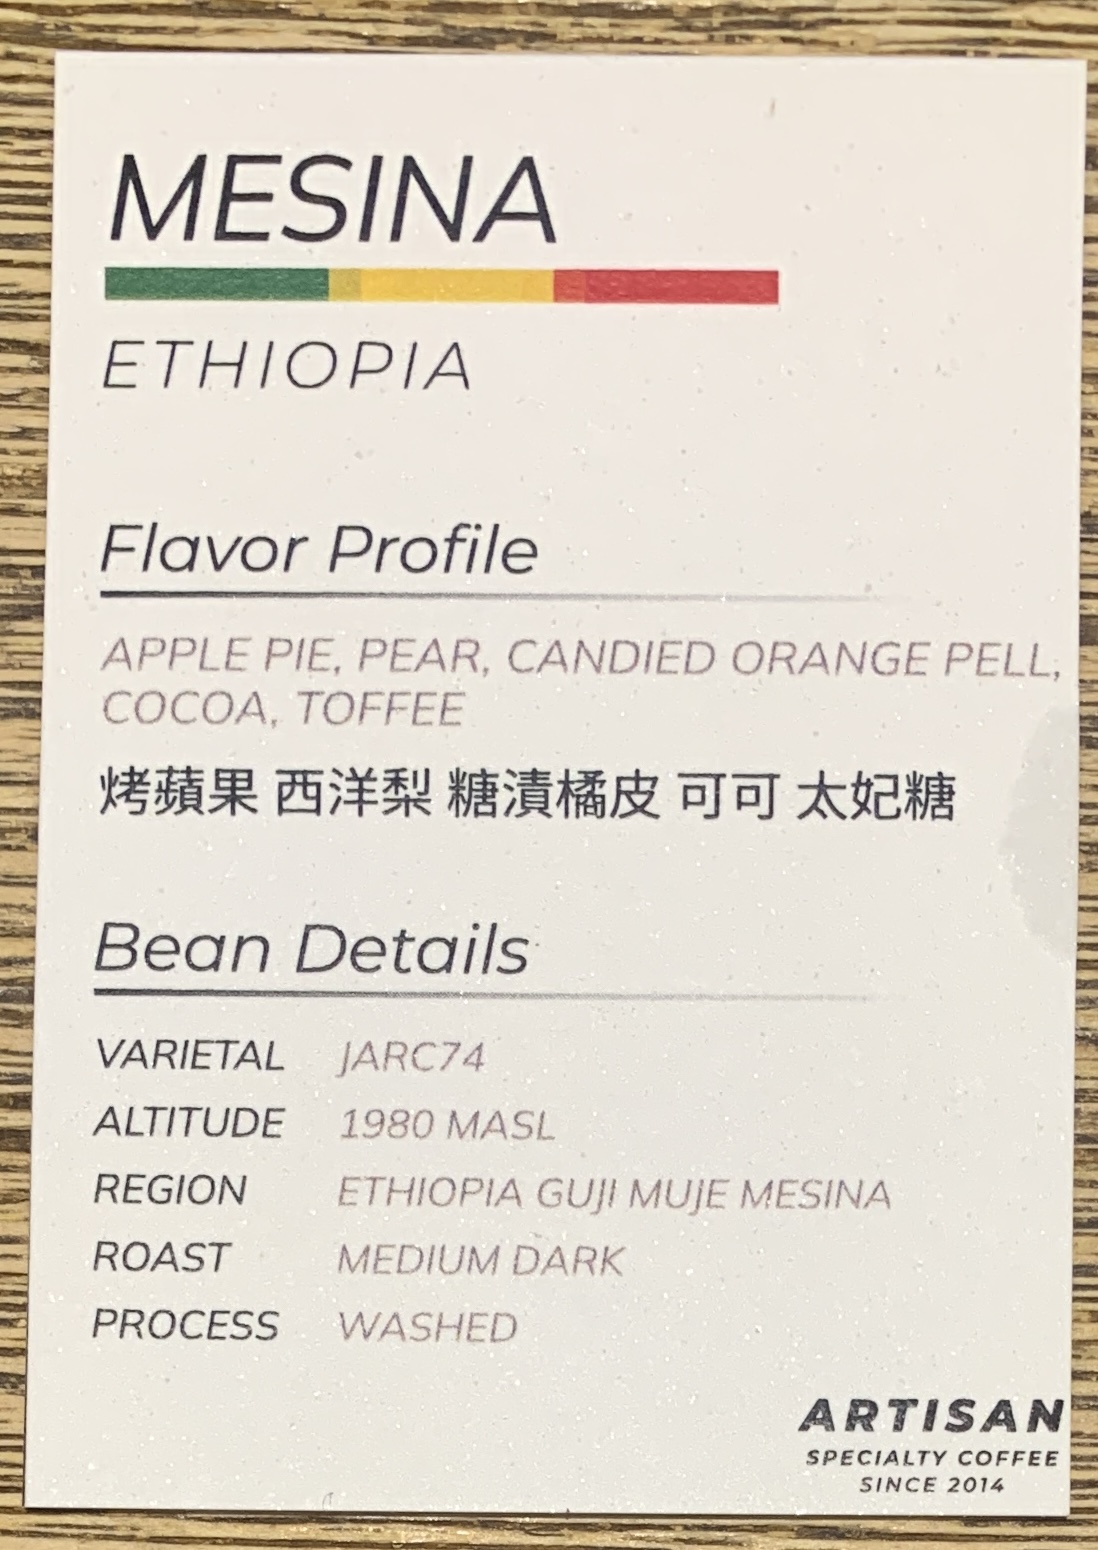 MESINA
ETHIOPIA
Flavor Profile
APPLE PIE, PEAR, CANDIED ORANGE PELL,
COCOA, TOFFEE
烤蘋果 西洋梨 糖漬橘皮 可可 太妃糖
Bean Details
VARIETAL JARC74
ALTITUDE 1980 MASL
REGION ETHIOPIA GUJI MUJE MESINA
ROAST MEDIUM DARK
PROCESS WASHED
ARTISAN
SPECIALTY COFFEE
SINCE 2014